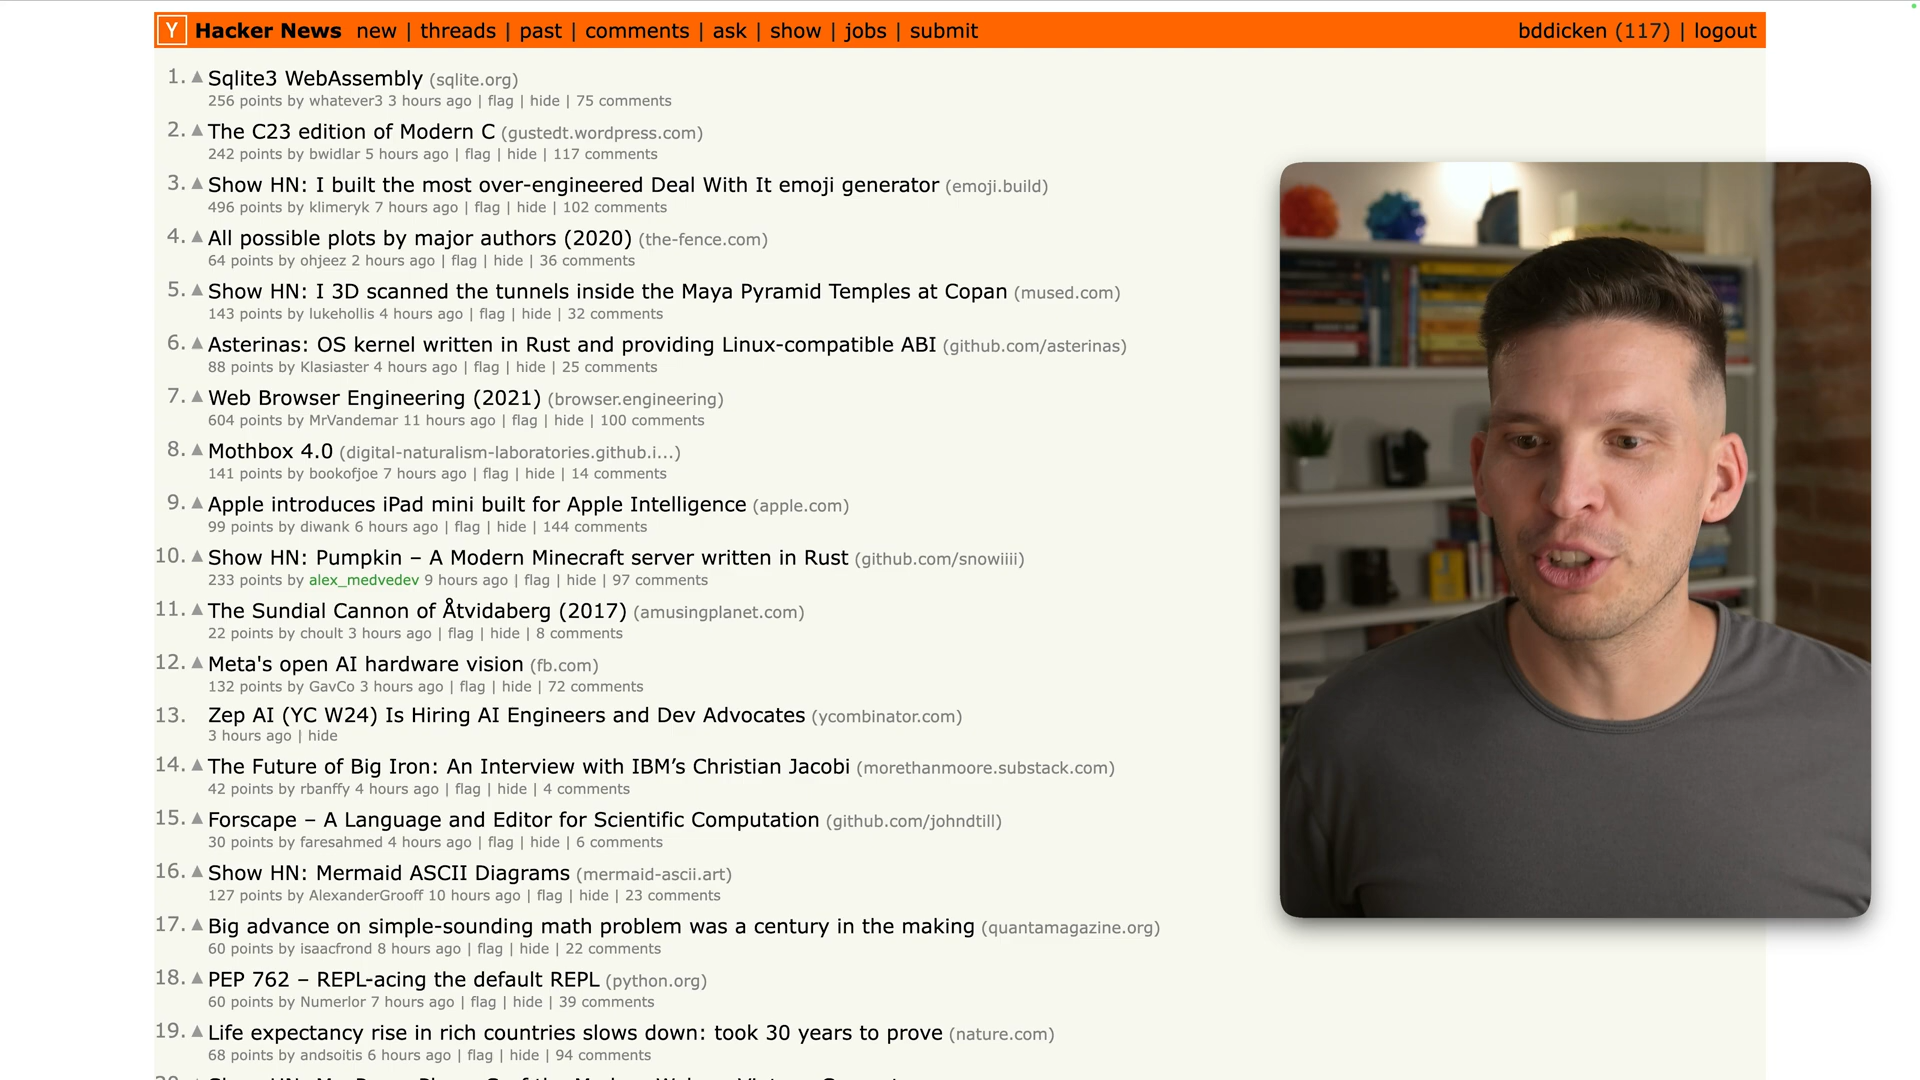 Y Hacker News new | threads | past | comments | ask | show | jobs | submit bddicken (117) | logout
1. ▲ Sqlite3 WebAssembly (sqlite.org)
256 points by whatever3 3 hours ago | flag | hide | 75 comments
2. ▲ The C23 edition of Modern C (gustedt.wordpress.com)
242 points by bwidlar 5 hours ago | flag | hide | 117 comments
3. ▲ Show HN: I built the most over-engineered Deal With It emoji generator (emoji.build)
496 points by klimeryk 7 hours ago | flag | hide | 102 comments
4. ▲ All possible plots by major authors (2020) (the-fence.com)
64 points by ohjeez 2 hours ago | flag | hide | 36 comments
5. ▲ Show HN: I 3D scanned the tunnels inside the Maya Pyramid Temples at Copan (mused.com)
143 points by lukehollis 4 hours ago | flag | hide | 32 comments
6. ▲ Asterinas: OS kernel written in Rust and providing Linux-compatible ABI (github.com/asterinas)
88 points by Klasiaster 4 hours ago | flag | hide | 25 comments
7. ▲ Web Browser Engineering (2021) (browser.engineering)
604 points by MrVandemar 11 hours ago | flag | hide | 100 comments
8. ▲ Mothbox 4.0 (digital-naturalism-laboratories.github.i...)
141 points by bookofjoe 7 hours ago | flag | hide | 14 comments
9. ▲ Apple introduces iPad mini built for Apple Intelligence (apple.com)
99 points by diwank 6 hours ago | flag | hide | 144 comments
10. ▲ Show HN: Pumpkin – A Modern Minecraft server written in Rust (github.com/snowiiii)
233 points by alex_medvedev 9 hours ago | flag | hide | 97 comments
11. ▲ The Sundial Cannon of Åtvidaberg (2017) (amusingplanet.com)
22 points by choult 3 hours ago | flag | hide | 8 comments
12. ▲ Meta's open AI hardware vision (fb.com)
132 points by GavCo 3 hours ago | flag | hide | 72 comments
13. Zep AI (YC W24) Is Hiring AI Engineers and Dev Advocates (ycombinator.com)
3 hours ago | hide
14. ▲ The Future of Big Iron: An Interview with IBM’s Christian Jacobi (morethanmoore.substack.com)
42 points by rbanffy 4 hours ago | flag | hide | 4 comments
15. ▲ Forscape – A Language and Editor for Scientific Computation (github.com/johndtill)
30 points by faresahmed 4 hours ago | flag | hide | 6 comments
16. ▲ Show HN: Mermaid ASCII Diagrams (mermaid-ascii.art)
127 points by AlexanderGrooff 10 hours ago | flag | hide | 23 comments
17. ▲ Big advance on simple-sounding math problem was a century in the making (quantamagazine.org)
60 points by isaacfrond 8 hours ago | flag | hide | 22 comments
18. ▲ PEP 762 – REPL-acing the default REPL (python.org)
60 points by Numerlor 7 hours ago | flag | hide | 39 comments
19. ▲ Life expectancy rise in rich countries slows down: took 30 years to prove (nature.com)
68 points by andsoitis 6 hours ago | flag | hide | 94 comments